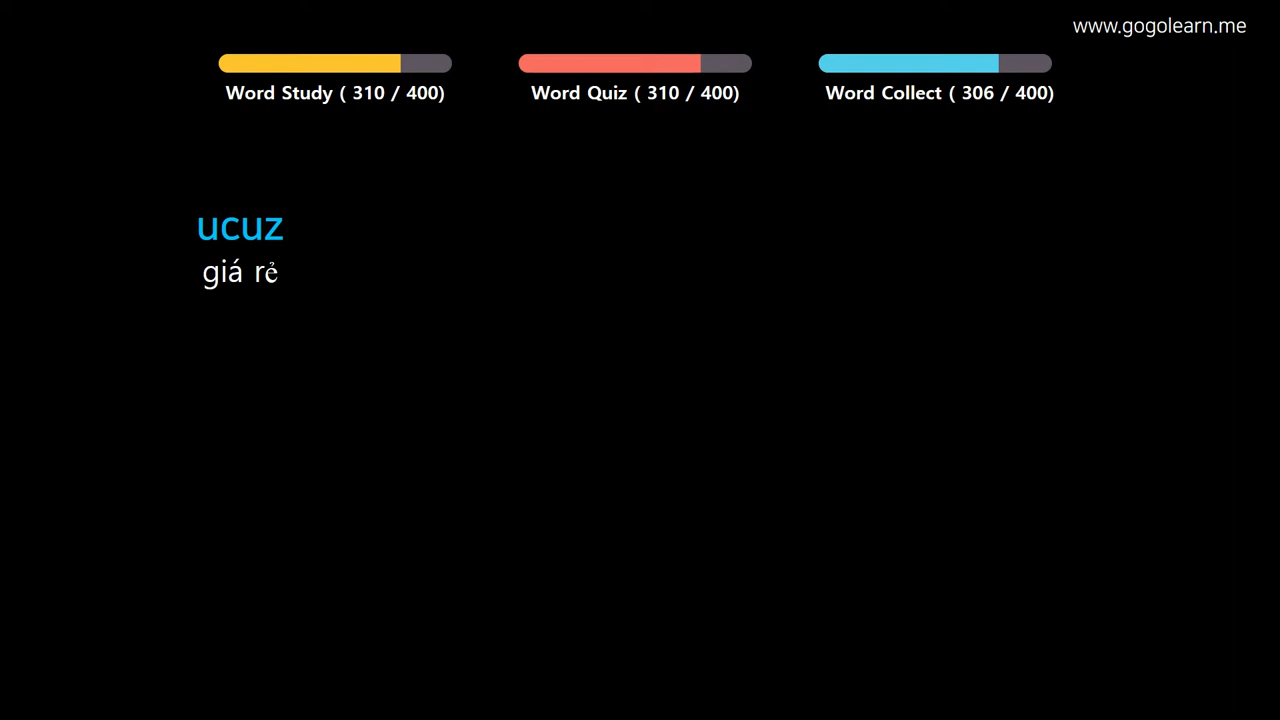 www.gogolearn.me
Word Study ( 310 / 400)
Word Quiz ( 310 / 400)
Word Collect ( 306 / 400)
ucuz
giá rẻ